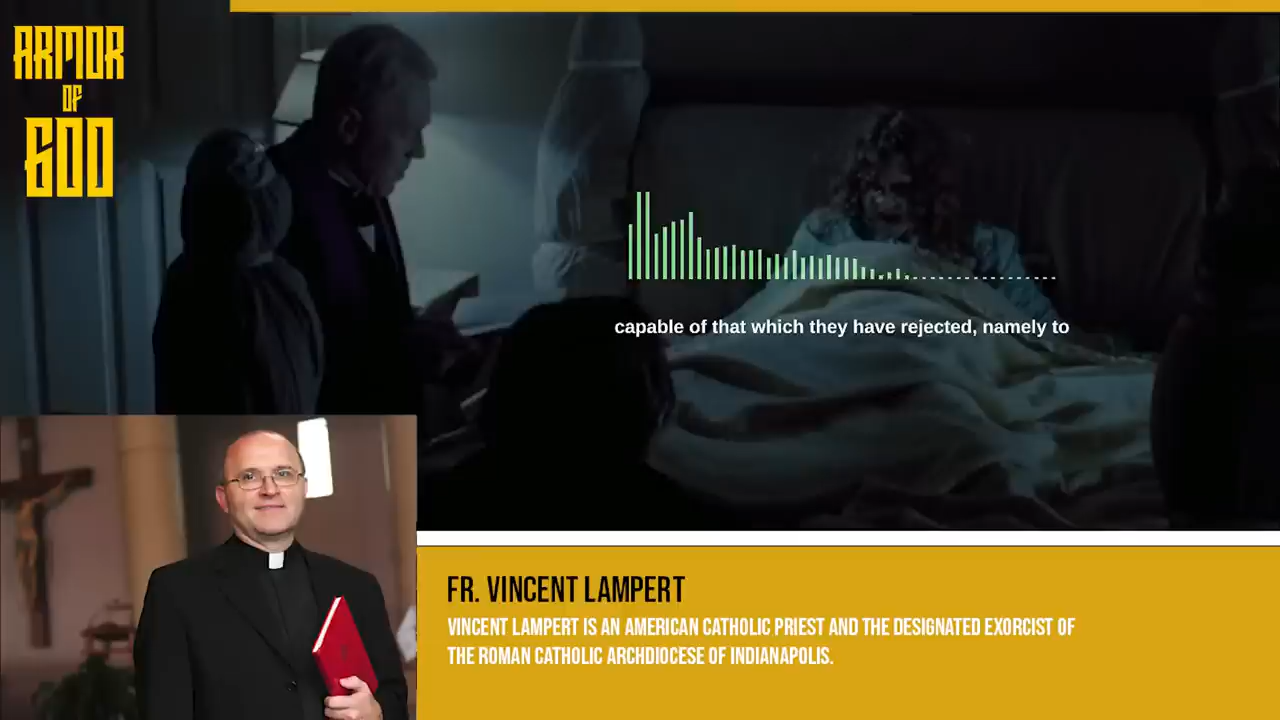 ARMOR
OF
GOD
capable of that which they have rejected, namely to
FR. VINCENT LAMPERT
VINCENT LAMPERT IS AN AMERICAN CATHOLIC PRIEST AND THE DESIGNATED EXORCIST OF
THE ROMAN CATHOLIC ARCHDIOCESE OF INDIANAPOLIS.